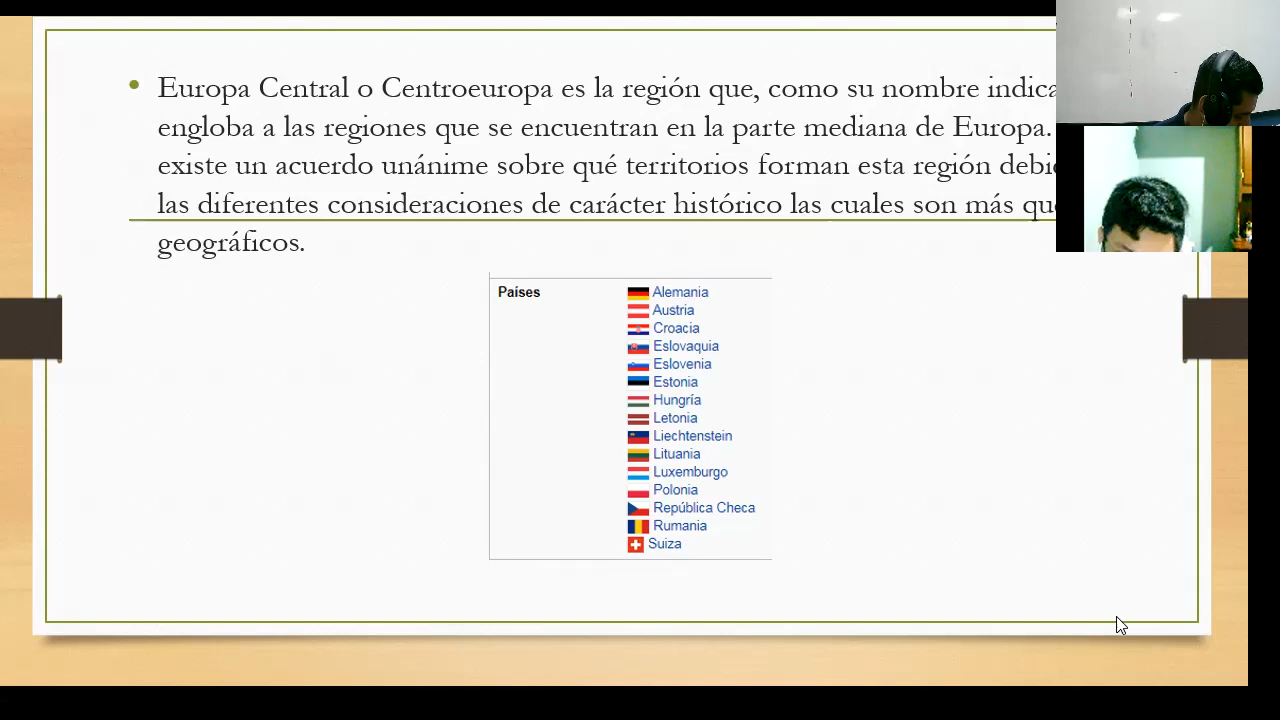 • Europa Central o Centroeuropa es la región que, como su nombre indica
engloba a las regiones que se encuentran en la parte mediana de Europa.
existe un acuerdo unánime sobre qué territorios forman esta región
las diferentes consideraciones de carácter histórico las cuales son más
geográficos.
Países
Alemania
Austria
Croacia
Eslovaquia
Eslovenia
Estonia
Hungría
Letonia
Liechtenstein
Lituania
Luxemburgo
Polonia
República Checa
Rumania
Suiza